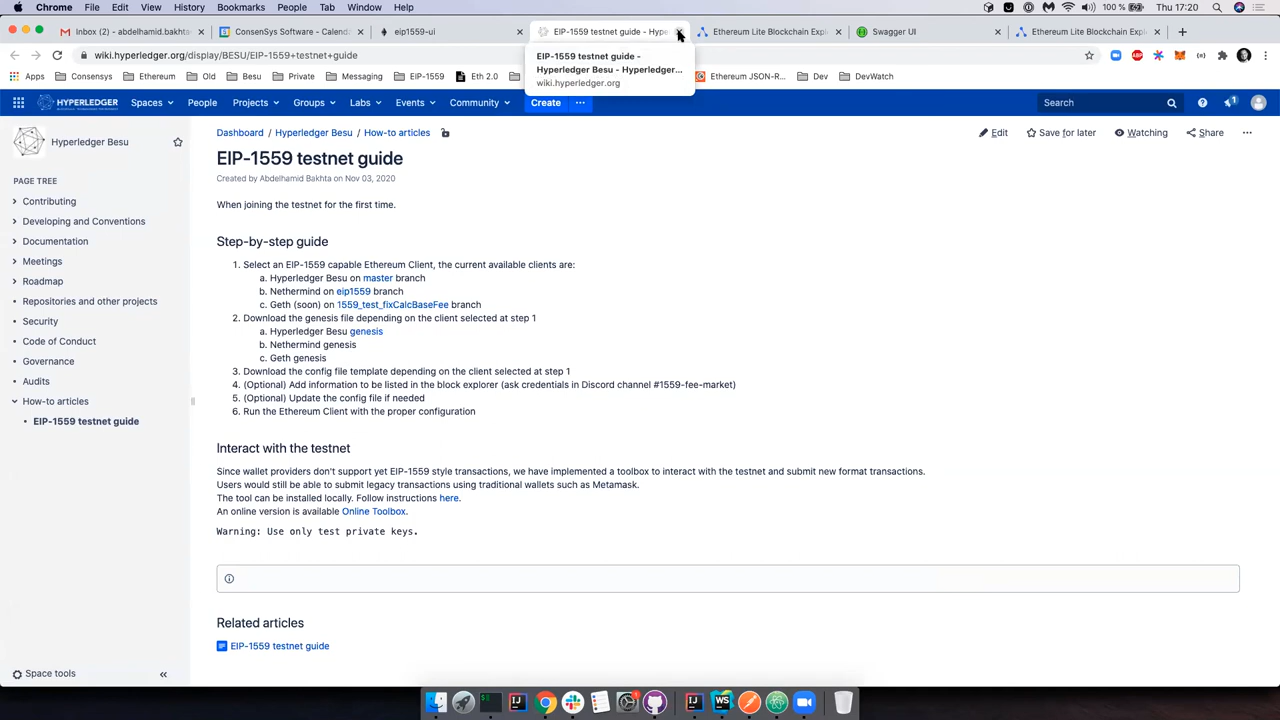 Chrome File Edit View History Bookmarks People Tab Window Help 100 % Thu 17:20
Inbox (2) - abdelhamid.bakhta
ConsenSys Software - Calenda
eip1559-ui
EIP-1559 testnet guide - Hype
Ethereum Lite Blockchain Expl
Swagger UI
Ethereum Lite Blockchain Expl
wiki.hyperledger.org/display/BESU/EIP-1559+testnet+guide
EIP-1559 testnet guide -
Hyperledger Besu - Hyperledger...
wiki.hyperledger.org
Apps Consensys Ethereum Old Besu Private Messaging EIP-1559 Eth 2.0 Ethereum JSON-R... Dev DevWatch
HYPERLEDGER Spaces People Projects Groups Labs Events Community Create ... Search 1
Hyperledger Besu
PAGE TREE
Contributing
Developing and Conventions
Documentation
Meetings
Roadmap
Repositories and other projects
Security
Code of Conduct
Governance
Audits
How-to articles
EIP-1559 testnet guide
Space tools
Dashboard / Hyperledger Besu / How-to articles
Edit Save for later Watching Share ...
EIP-1559 testnet guide
Created by Abdelhamid Bakhta on Nov 03, 2020
When joining the testnet for the first time.
Step-by-step guide
1. Select an EIP-1559 capable Ethereum Client, the current available clients are:
a. Hyperledger Besu on master branch
b. Nethermind on eip1559 branch
c. Geth (soon) on 1559_test_fixCalcBaseFee branch
2. Download the genesis file depending on the client selected at step 1
a. Hyperledger Besu genesis
b. Nethermind genesis
c. Geth genesis
3. Download the config file template depending on the client selected at step 1
4. (Optional) Add information to be listed in the block explorer (ask credentials in Discord channel #1559-fee-market)
5. (Optional) Update the config file if needed
6. Run the Ethereum Client with the proper configuration
Interact with the testnet
Since wallet providers don't support yet EIP-1559 style transactions, we have implemented a toolbox to interact with the testnet and submit new format transactions.
Users would still be able to submit legacy transactions using traditional wallets such as Metamask.
The tool can be installed locally. Follow instructions here.
An online version is available Online Toolbox.
Warning: Use only test private keys.
Related articles
EIP-1559 testnet guide